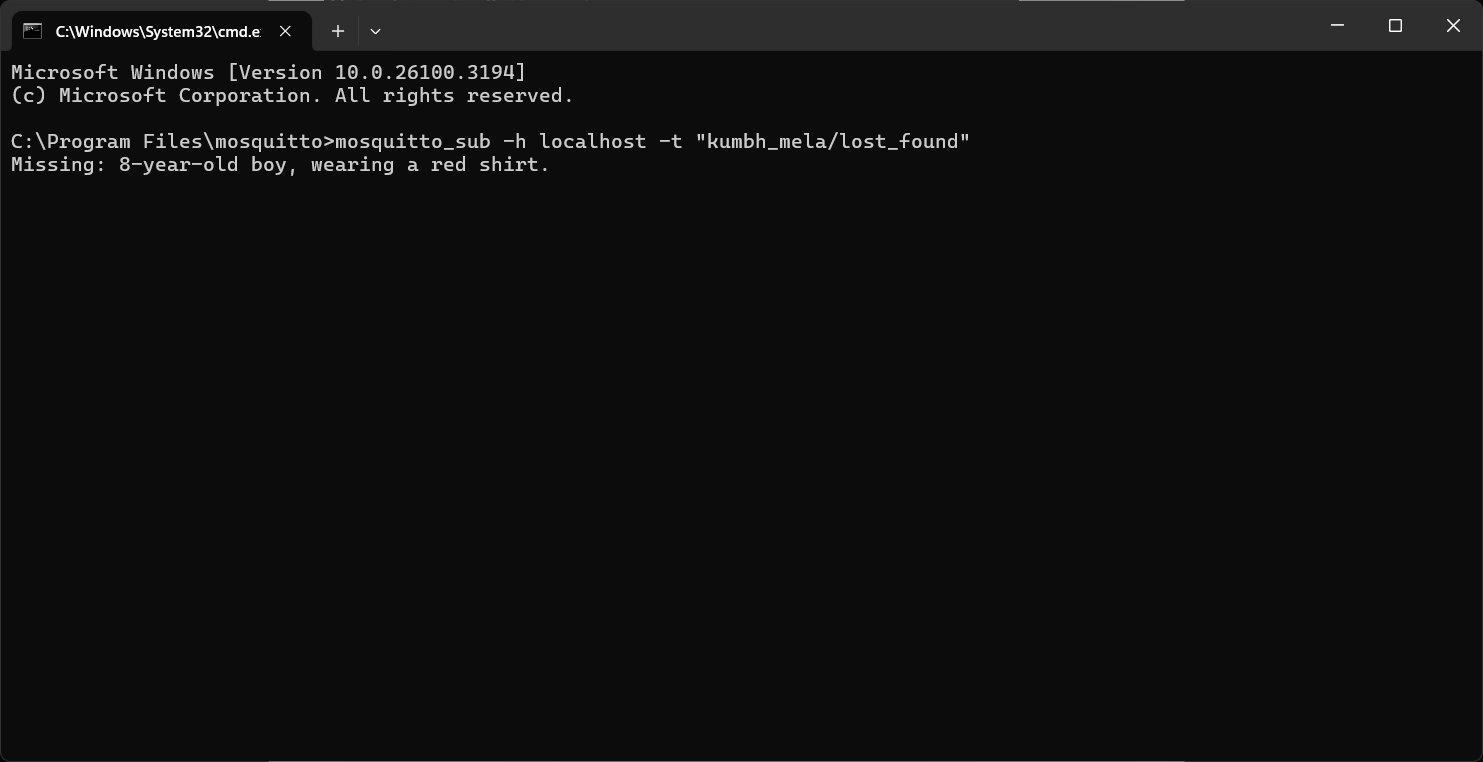 C:\Windows\System32\cmd.e
Microsoft Windows [Version 10.0.26100.3194]
(c) Microsoft Corporation. All rights reserved.
C:\Program Files\mosquitto>mosquitto_sub -h localhost -t "kumbh_mela/lost_found"
Missing: 8-year-old boy, wearing a red shirt.